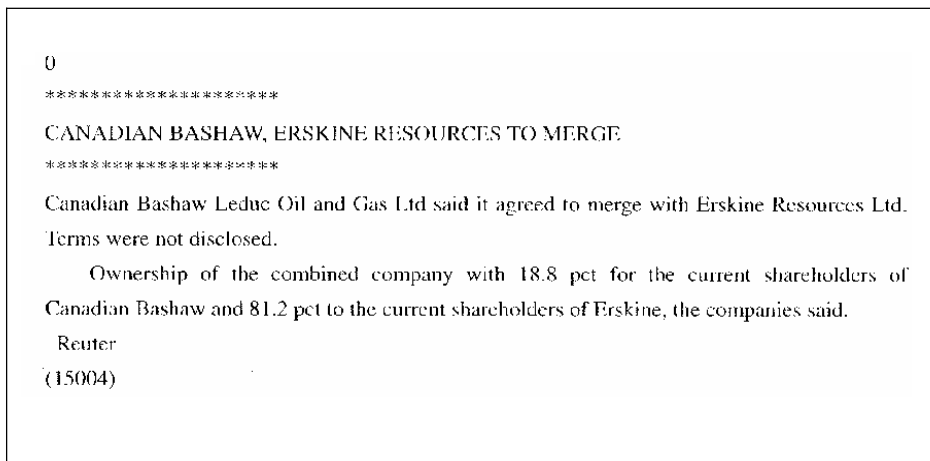 0
*********************
CANADIAN BASHAW, ERSKINE RESOURCES TO MERGE
*********************
Canadian Bashaw Leduc Oil and Gas Ltd said it agreed to merge with Erskine Resources Ltd.
Terms were not disclosed.
Ownership of the combined company with 18.8 pct for the current shareholders of
Canadian Bashaw and 81.2 pct to the current shareholders of Erskine, the companies said.
Reuter
(15004)